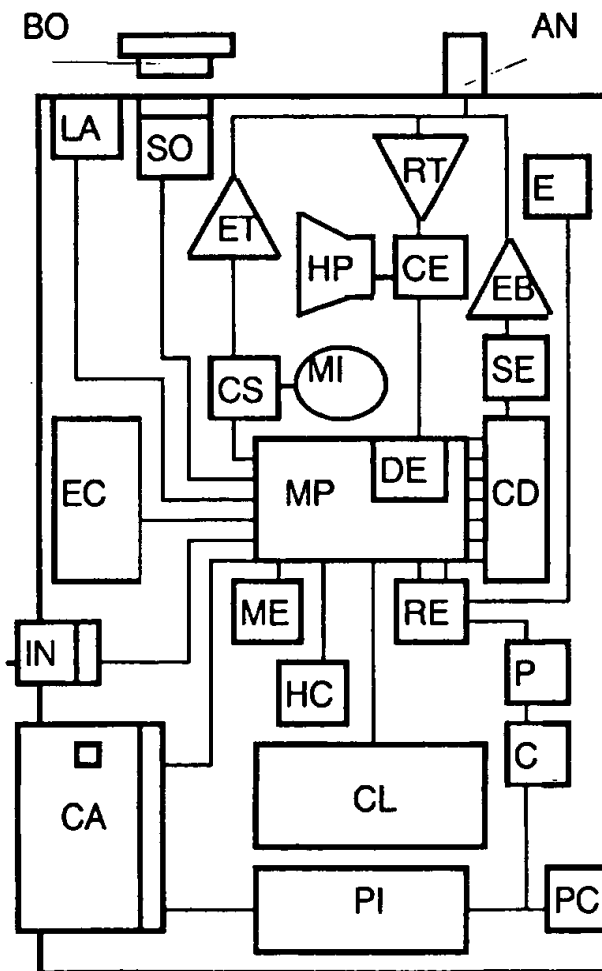 BO AN
LA SO RT E
ET HP CE EB
CS MI SE
EC MP DE CD
ME RE
IN HC P
CA CL C
PI PC